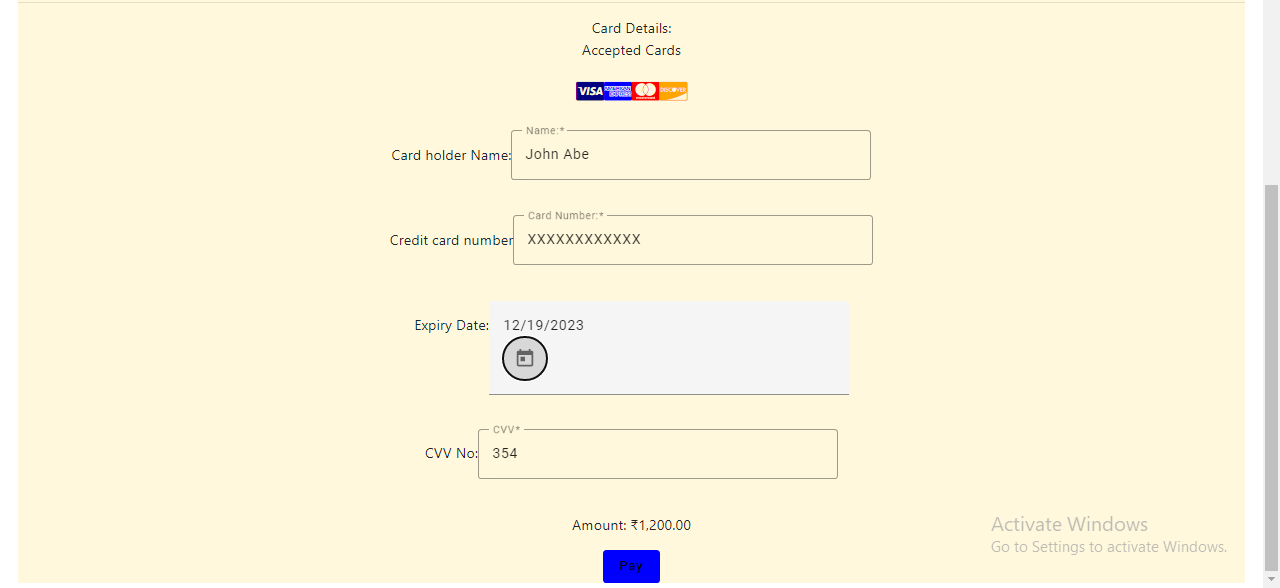 Card Details:
Accepted Cards
VISA AMERICAN EXPRESS mastercard DISCOVER
Name:*
Card holder Name: John Abe
Card Number:*
Credit card number XXXXXXXXXXXX
Expiry Date: 12/19/2023
CVV*
CVV No: 354
Amount: ₹1,200.00
Activate Windows
Go to Settings to activate Windows.
Pay